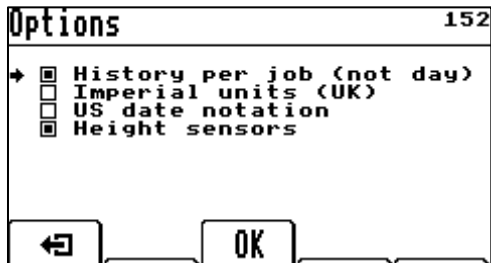 Options 152
History per job (not day)
Imperial units (UK)
US date notation
Height sensors
OK